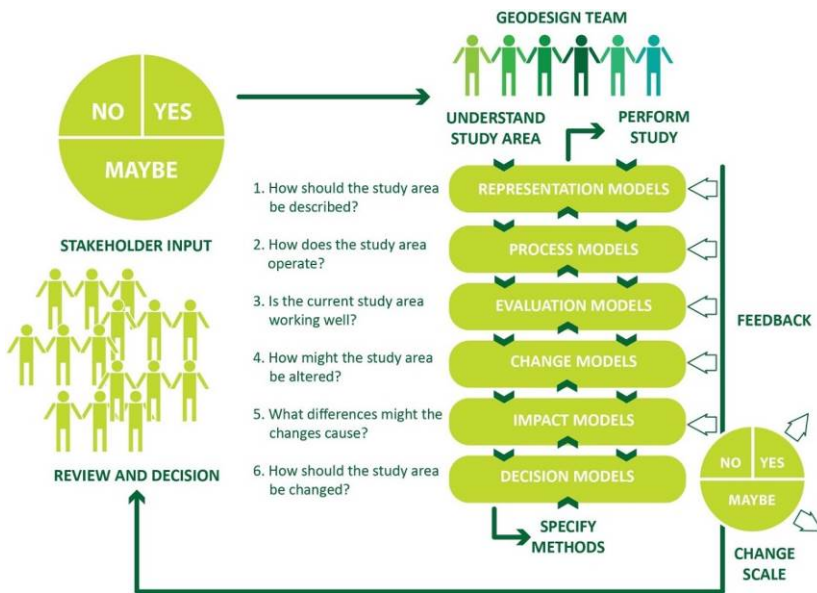 GEODESIGN TEAM
NO
YES
MAYBE
STAKEHOLDER INPUT
UNDERSTAND
STUDY AREA
PERFORM
STUDY
1. How should the study area
be described?
REPRESENTATION MODELS
2. How does the study area
operate?
PROCESS MODELS
3. Is the current study area
working well?
EVALUATION MODELS
4. How might the study area
be altered?
CHANGE MODELS
5. What differences might the
changes cause?
IMPACT MODELS
6. How should the study area
be changed?
DECISION MODELS
SPECIFY
METHODS
FEEDBACK
NO
YES
MAYBE
CHANGE
SCALE
REVIEW AND DECISION